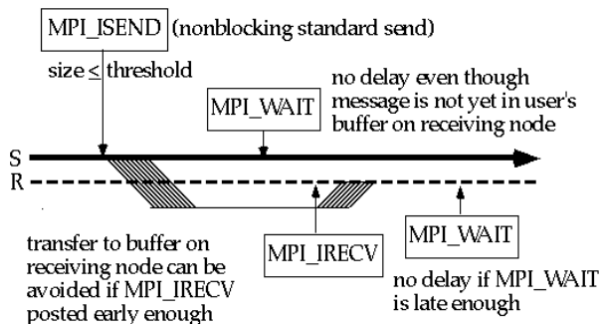 MPI_ISEND (nonblocking standard send)
size ≤ threshold
no delay even though
message is not yet in user's
buffer on receiving node
MPI_WAIT
S
R
transfer to buffer on
receiving node can be
avoided if MPI_IRECV
posted early enough
MPI_IRECV
MPI_WAIT
no delay if MPI_WAIT
is late enough